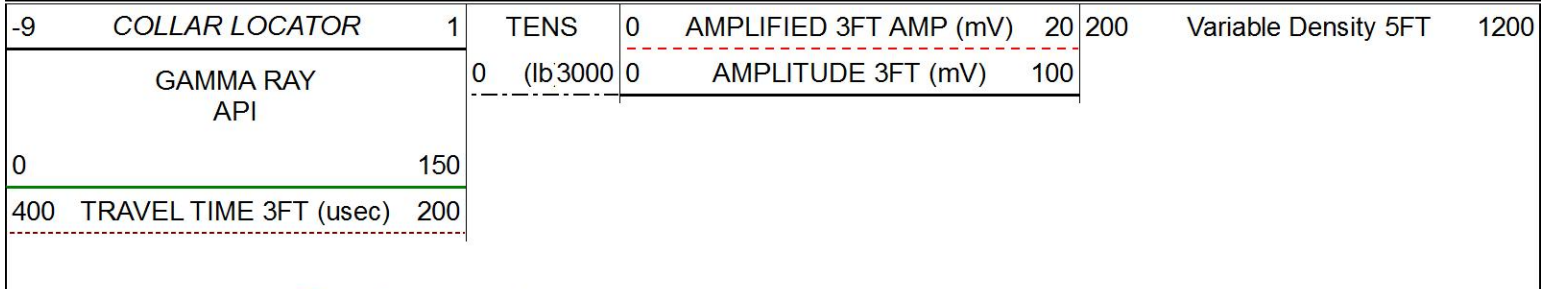 -9 COLLAR LOCATOR 1 TENS 0 AMPLIFIED 3FT AMP (mV) 20 200 Variable Density 5FT 1200
GAMMA RAY 0 (lb 3000 0 AMPLITUDE 3FT (mV) 100
API
0 150
400 TRAVEL TIME 3FT (usec) 200